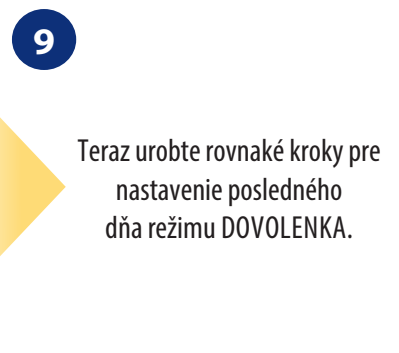 9
Teraz urobte rovnaké kroky pre
nastavenie posledného
dňa režimu DOVOLENKA.